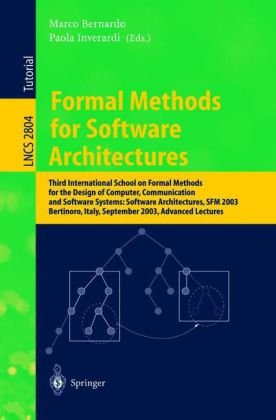 Marco Bernardo
Paola Inverardi (Eds.)
Tutorial
LNCS 2804
Formal Methods
for Software
Architectures
Third International School on Formal Methods
for the Design of Computer, Communication
and Software Systems: Software Architectures, SFM 2003
Bertinoro, Italy, September 2003, Advanced Lectures
Springer